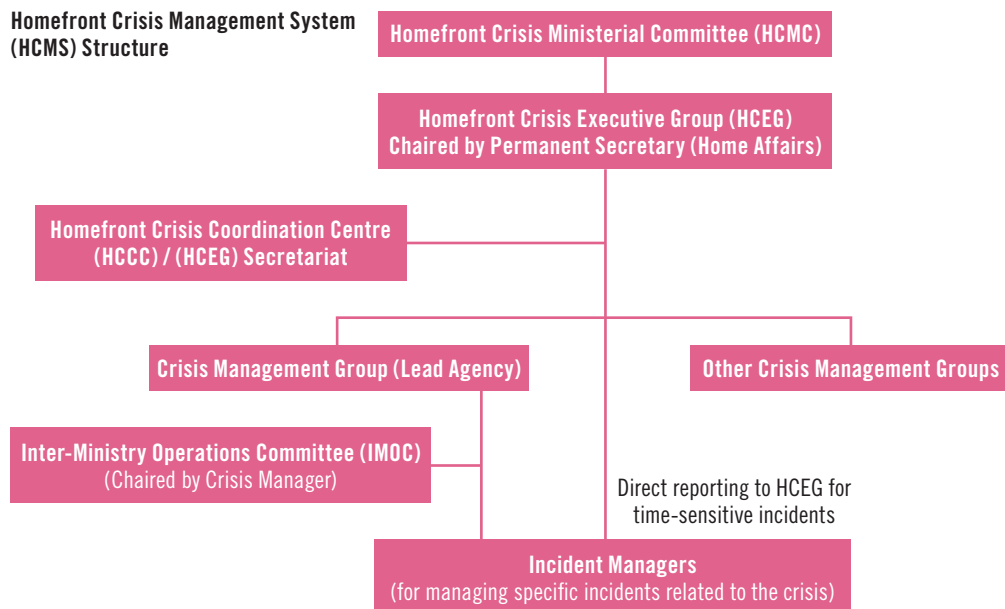 Homefront Crisis Management System
(HCMS) Structure
Homefront Crisis Ministerial Committee (HCMC)
Homefront Crisis Executive Group (HCEG)
Chaired by Permanent Secretary (Home Affairs)
Homefront Crisis Coordination Centre
(HCCC) / (HCEG) Secretariat
Crisis Management Group (Lead Agency)
Other Crisis Management Groups
Inter-Ministry Operations Committee (IMOC)
(Chaired by Crisis Manager)
Direct reporting to HCEG for
time-sensitive incidents
Incident Managers
(for managing specific incidents related to the crisis)